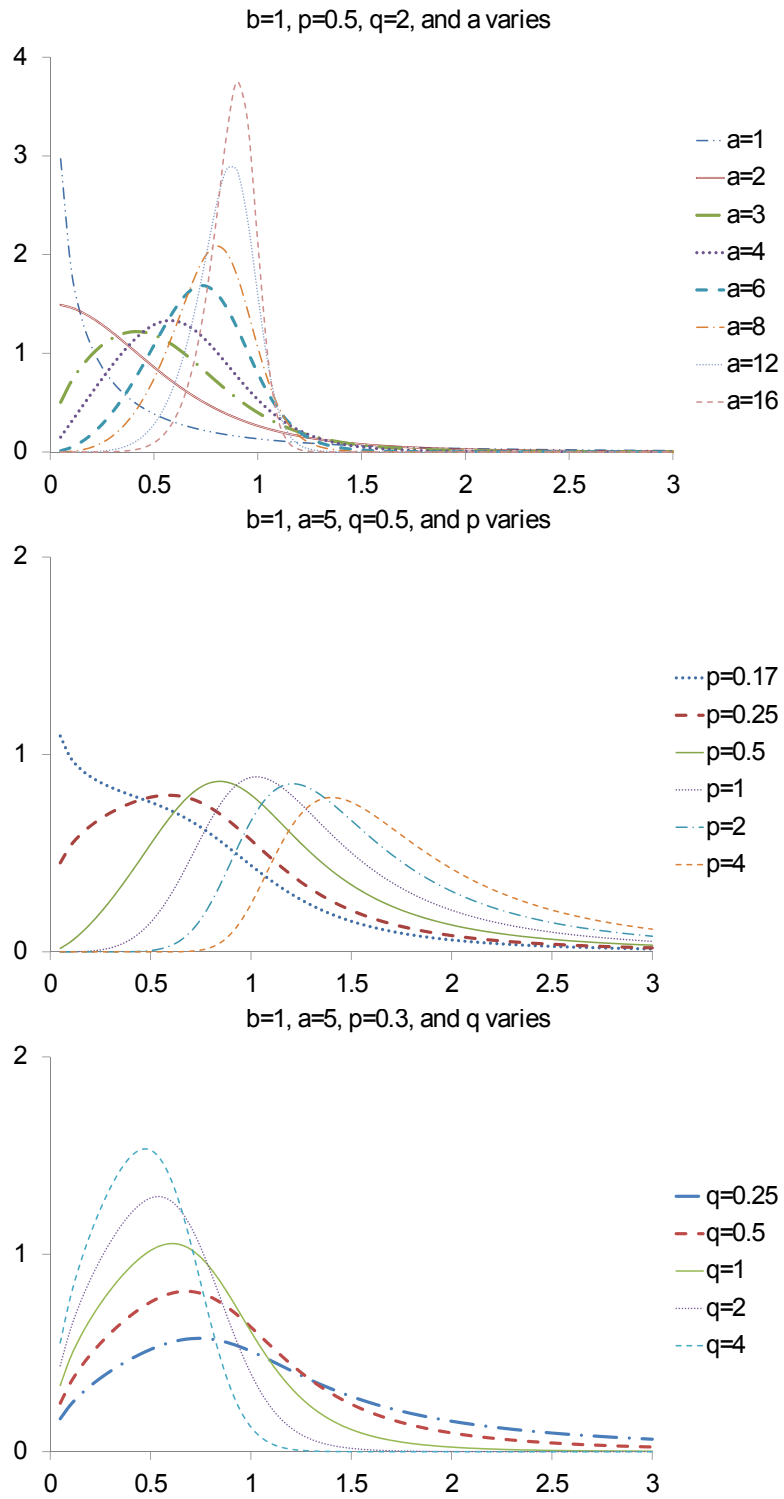 b=1, p=0.5, q=2, and a varies
4
3
2
1
0
0 0.5 1 1.5 2 2.5 3
a=1
a=2
a=3
a=4
a=6
a=8
a=12
a=16
b=1, a=5, q=0.5, and p varies
2
1
0
0 0.5 1 1.5 2 2.5 3
p=0.17
p=0.25
p=0.5
p=1
p=2
p=4
b=1, a=5, p=0.3, and q varies
2
1
0
0 0.5 1 1.5 2 2.5 3
q=0.25
q=0.5
q=1
q=2
q=4